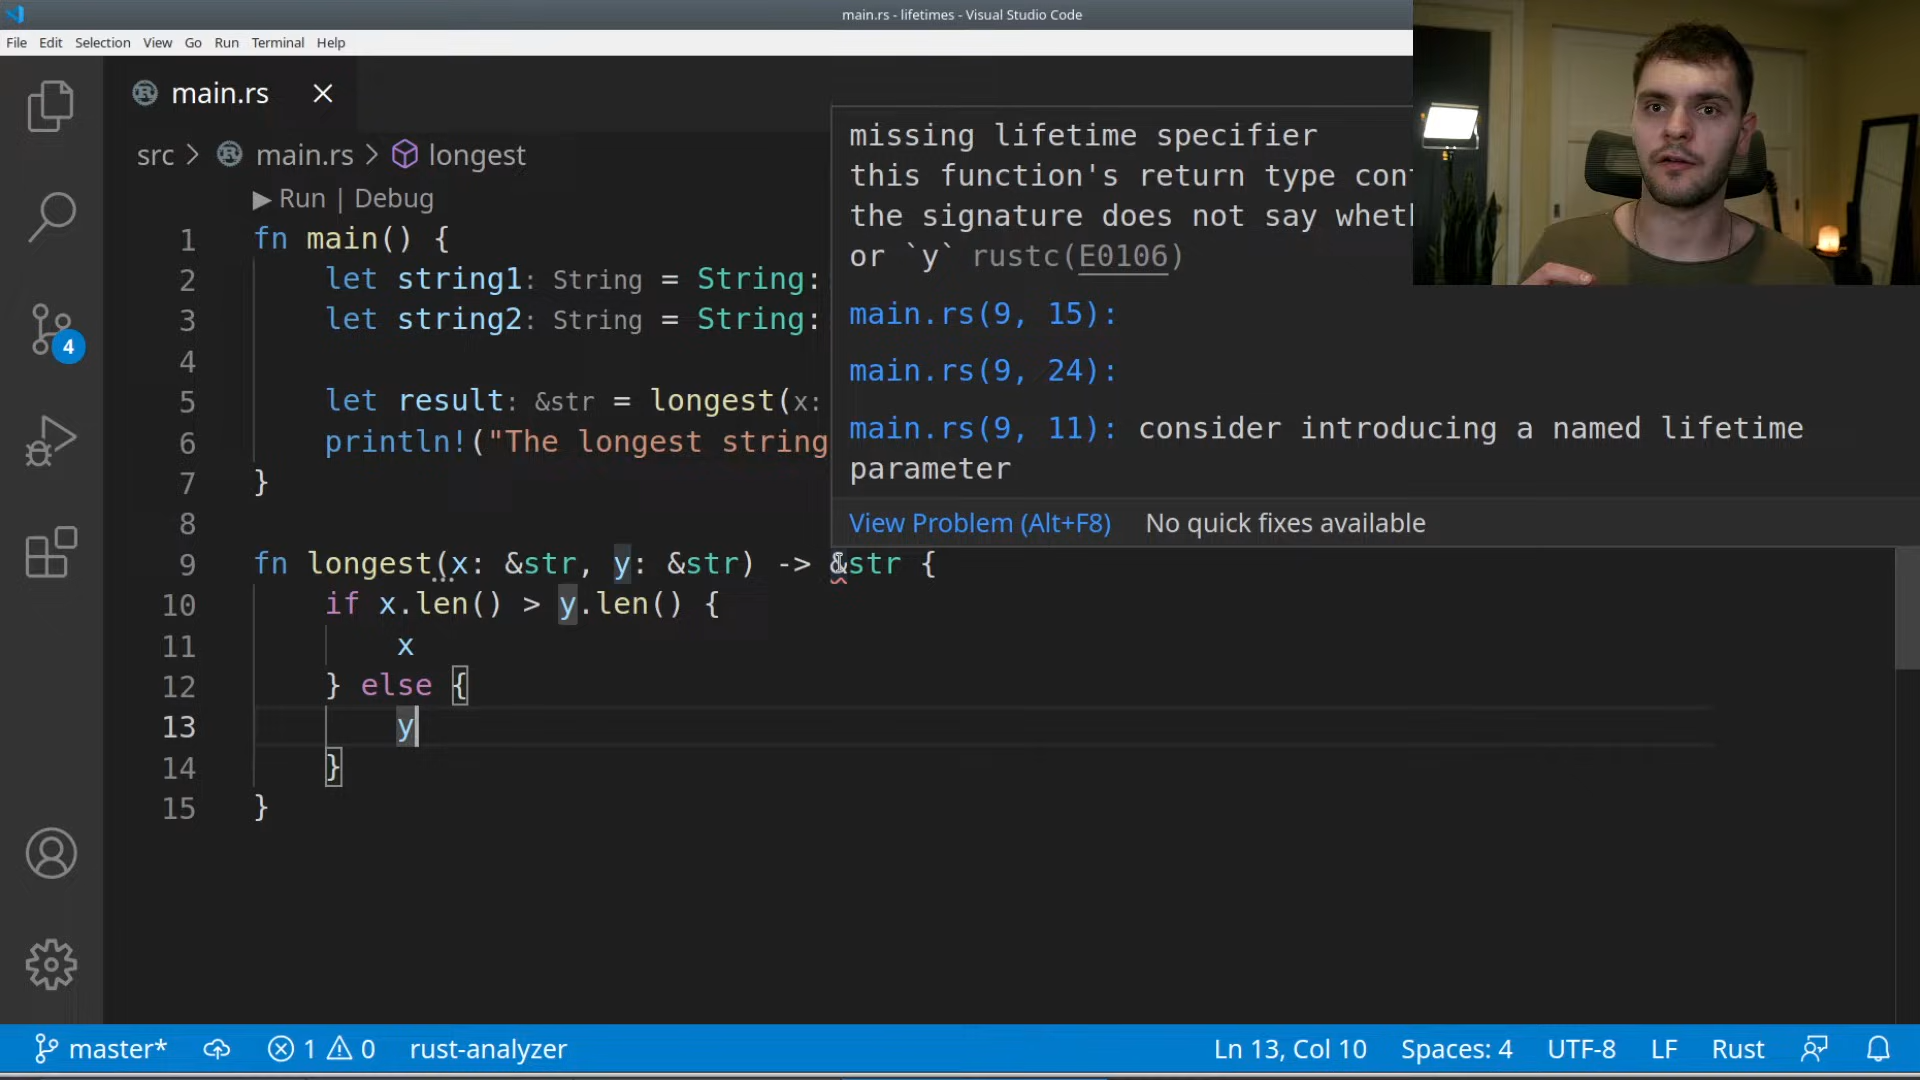 main.rs - lifetimes - Visual Studio Code
File Edit Selection View Go Run Terminal Help
main.rs
src > main.rs > longest
▶ Run | Debug
1 fn main() {
2     let string1: String = String:
3     let string2: String = String:
4
5     let result: &str = longest(x:
6     println!("The longest string
7 }
8
9 fn longest(x: &str, y: &str) -> &str {
10     if x.len() > y.len() {
11         x
12     } else {
13         y
14     }
15 }
missing lifetime specifier
this function's return type con
the signature does not say wheth
or `y` rustc(E0106)
main.rs(9, 15):
main.rs(9, 24):
main.rs(9, 11): consider introducing a named lifetime
parameter
View Problem (Alt+F8) No quick fixes available
4
master* 1 0 rust-analyzer Ln 13, Col 10 Spaces: 4 UTF-8 LF Rust